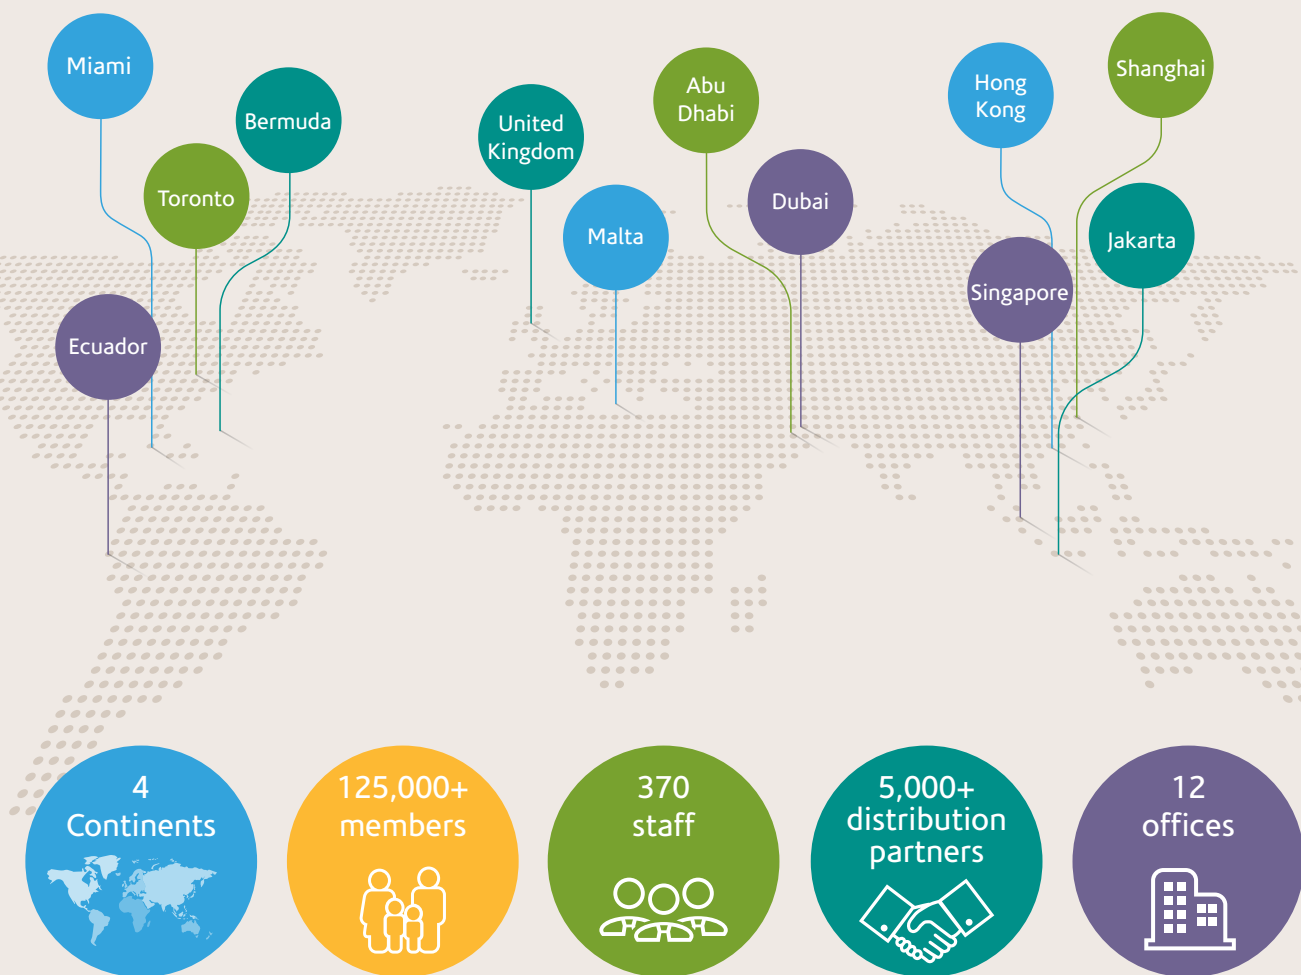 Miami
Toronto
Bermuda
Ecuador
United
Kingdom
Malta
Abu
Dhabi
Dubai
Hong
Kong
Shanghai
Singapore
Jakarta
4
Continents
125,000+
members
370
staff
5,000+
distribution
partners
12
offices